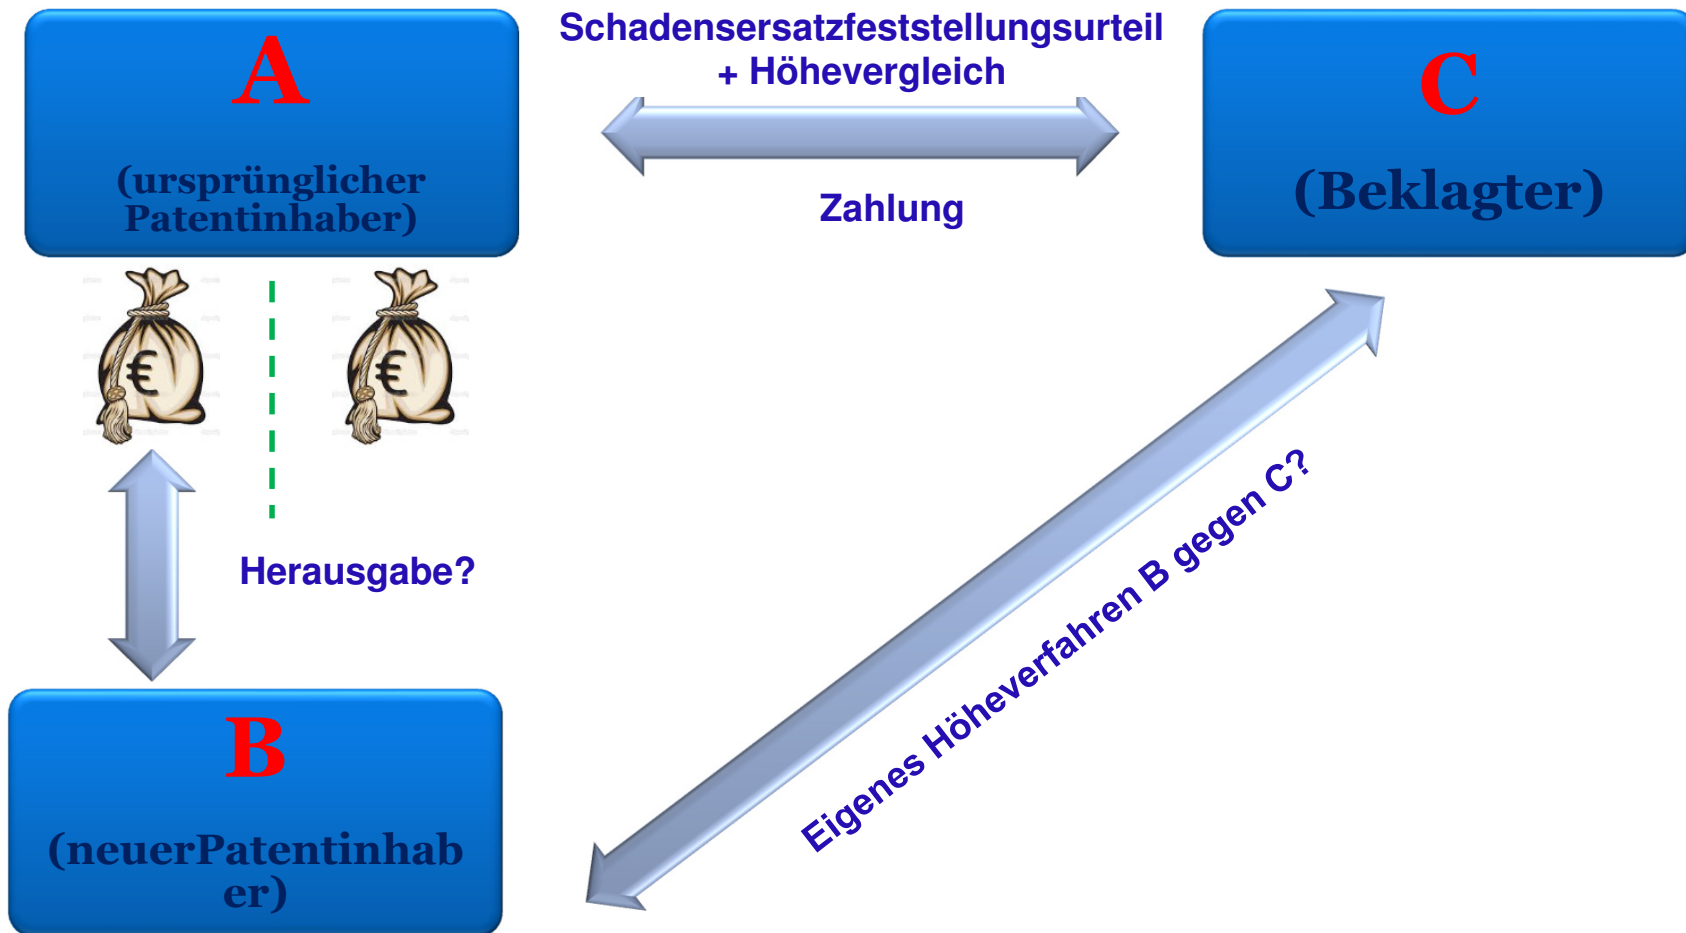 A
(ursprünglicher
Patentinhaber)
Schadensersatzfeststellungsurteil
+ Höhevergleich
Zahlung
C
(Beklagter)
€
€
Herausgabe?
Eigenes Höheverfahren B gegen C?
B
(neuerPatentinhab
er)